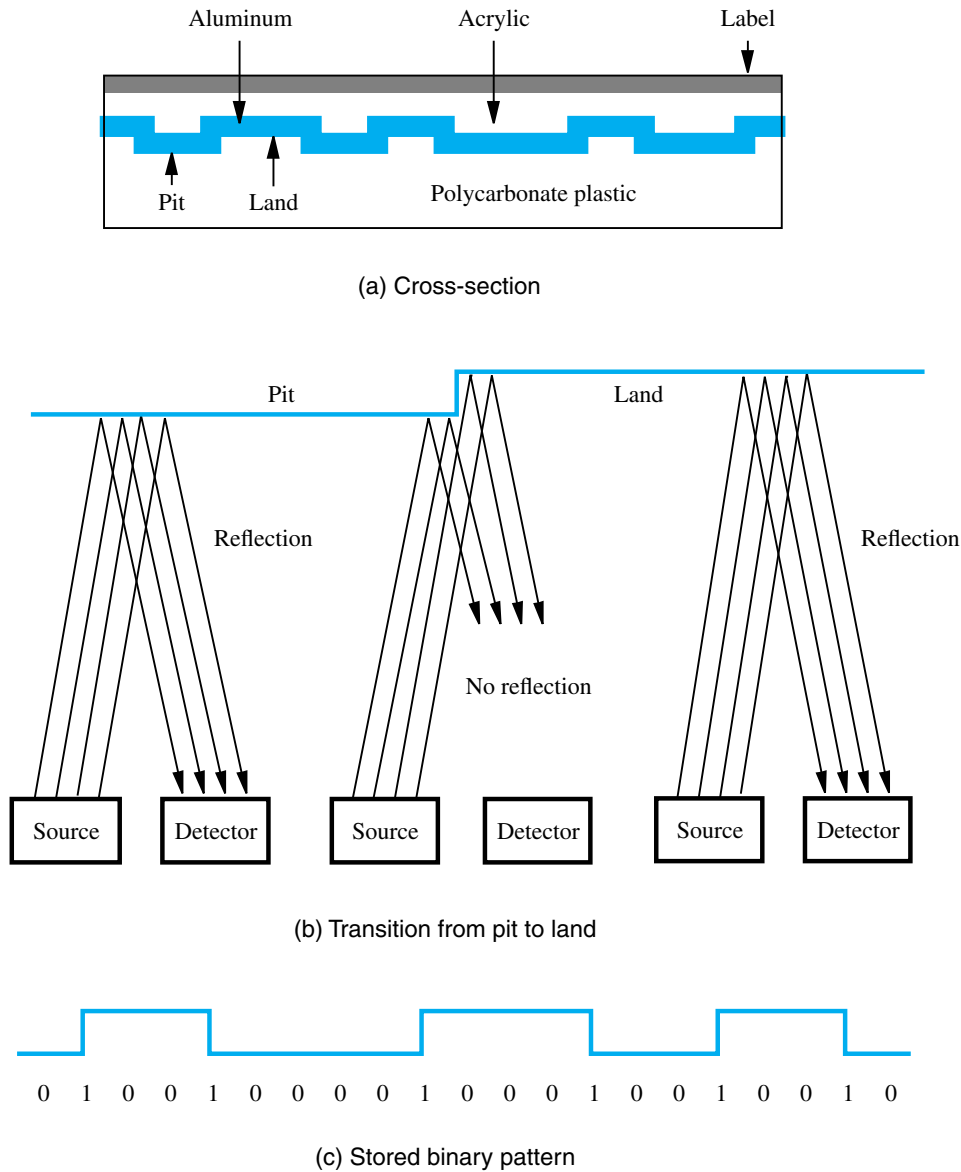 Aluminum Acrylic Label
Pit Land Polycarbonate plastic
(a) Cross-section
Pit Land
Reflection Reflection
No reflection
Source Detector Source Detector Source Detector
(b) Transition from pit to land
0 1 0 0 1 0 0 0 0 1 0 0 0 1 0 0 1 0 0 1 0
(c) Stored binary pattern